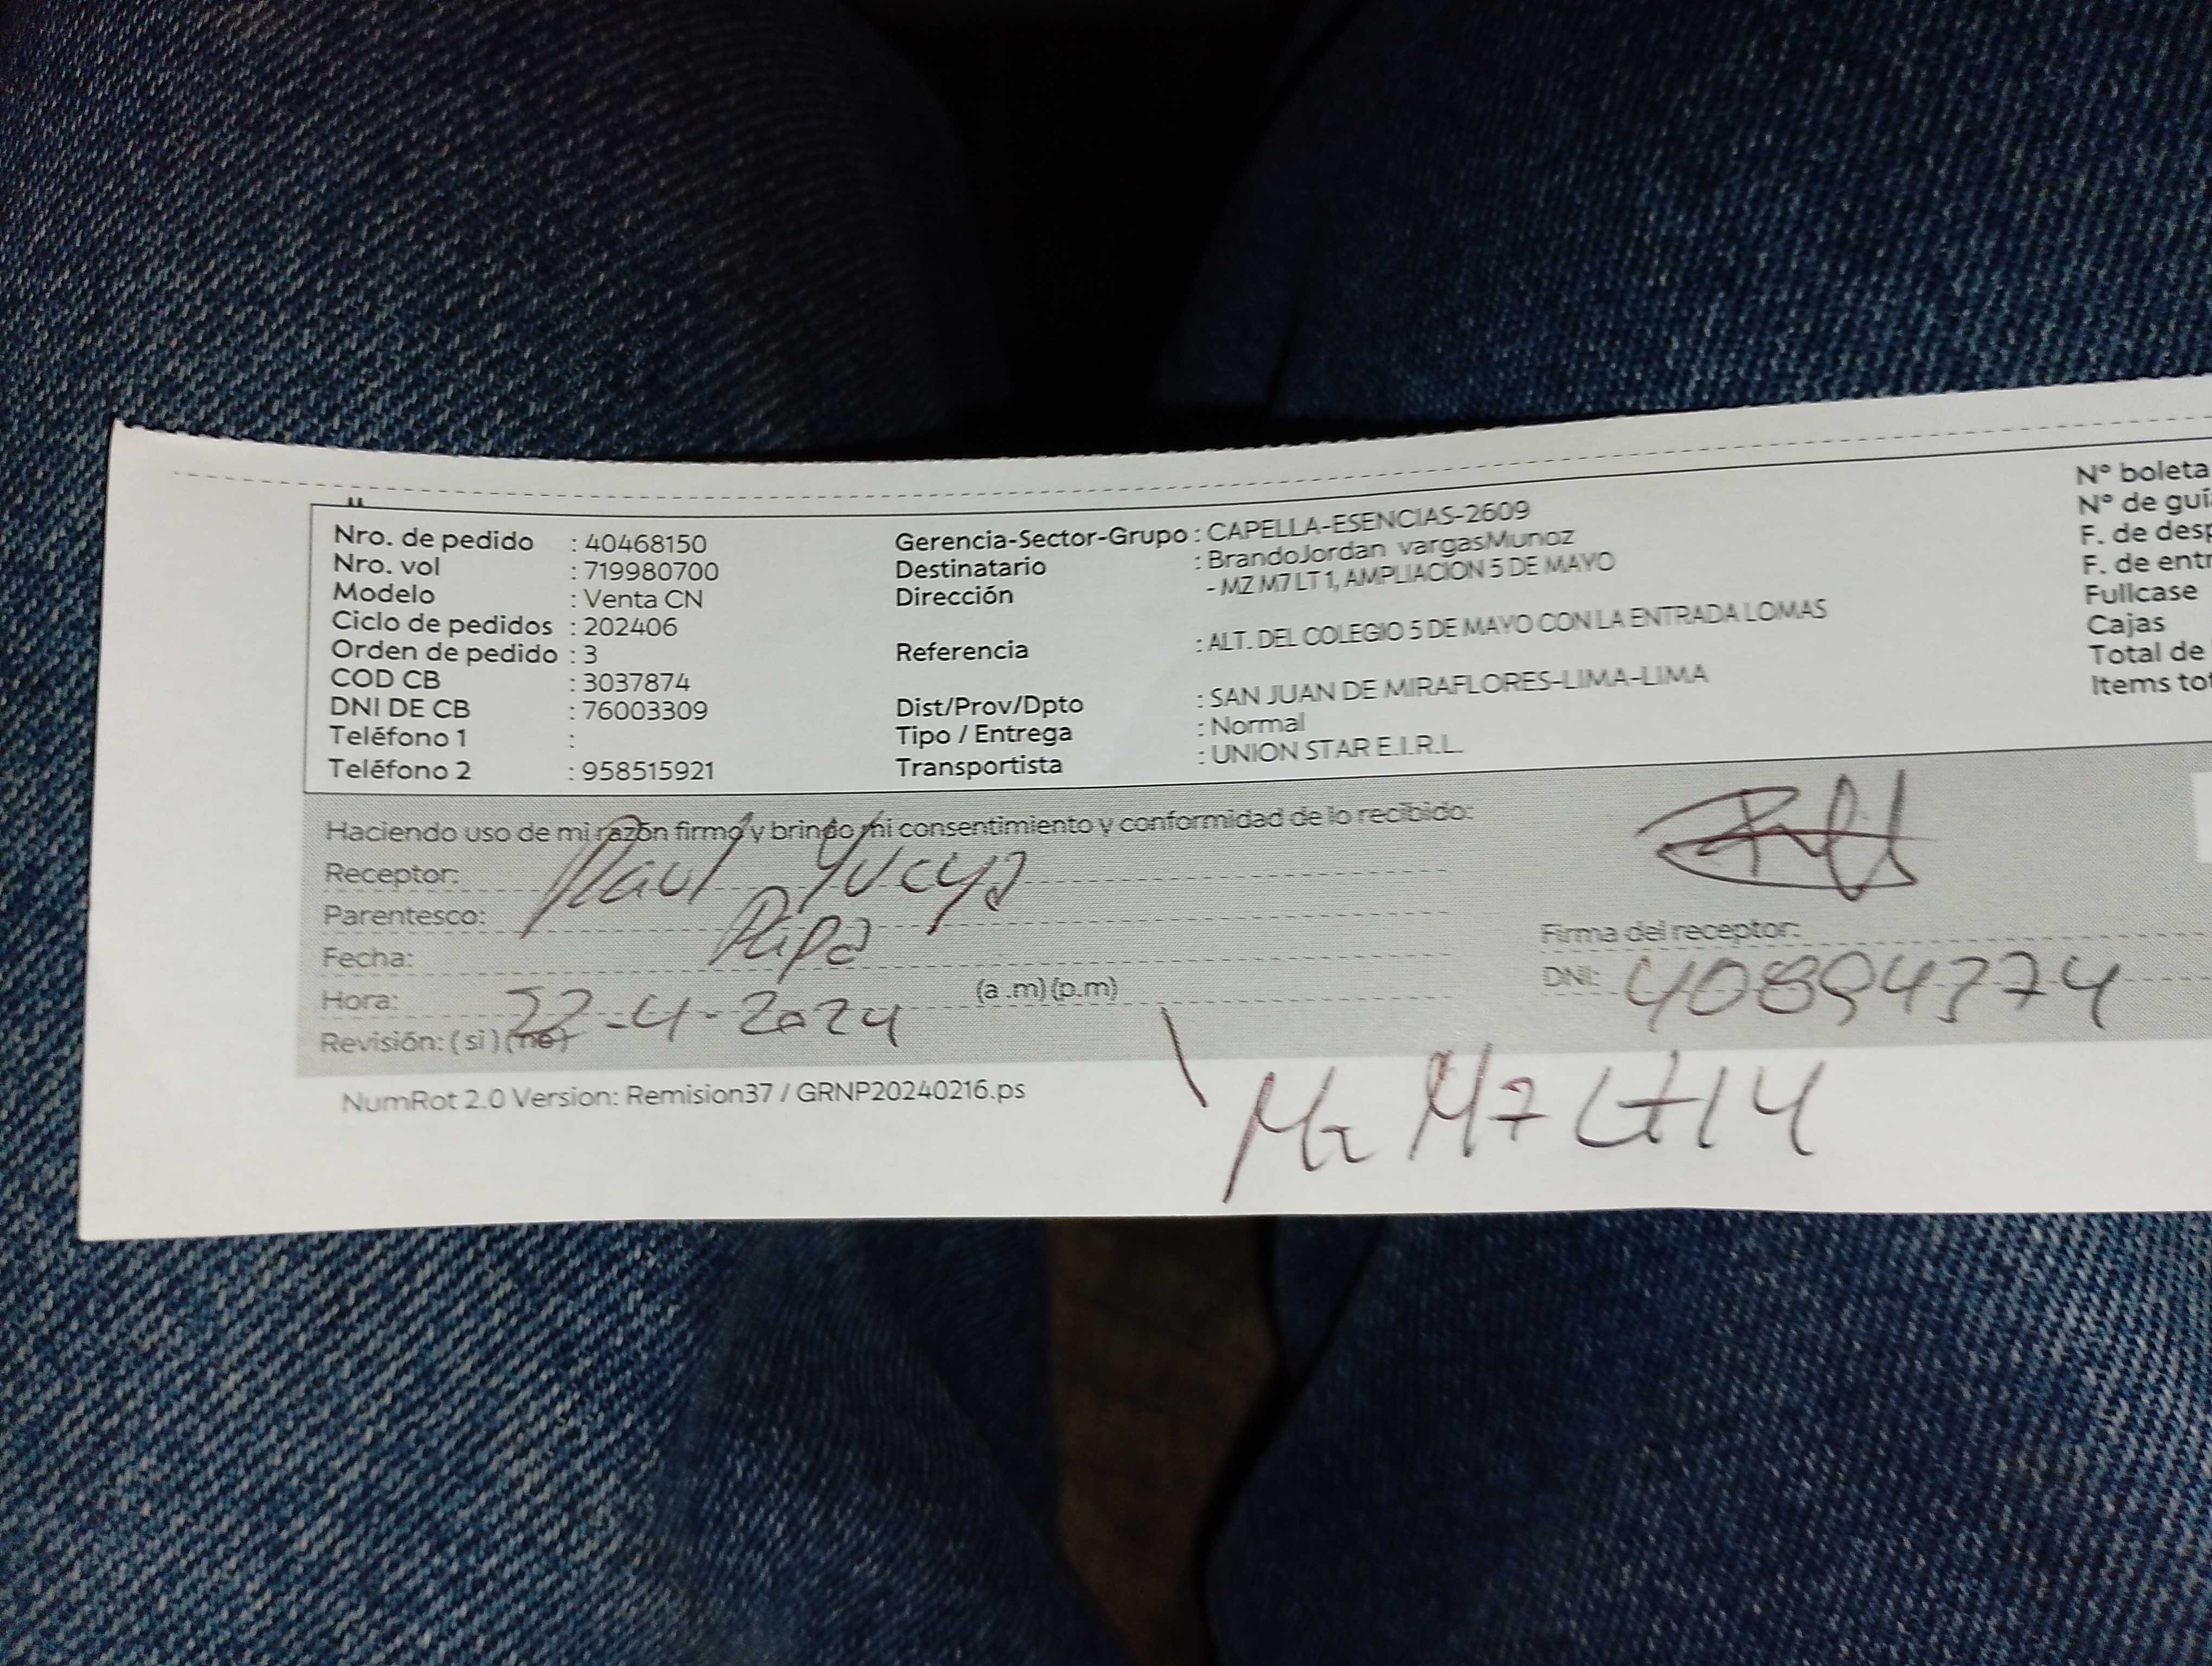 Nro. de pedido : 40468150
Nro. vol : 719980700
Modelo : Venta CN
Ciclo de pedidos : 202406
Orden de pedido : 3
COD CB : 3037874
DNI DE CB : 76003309
Teléfono 1 :
Teléfono 2 : 958515921
Gerencia-Sector-Grupo : CAPELLA-ESENCIAS-2609
Destinatario : BrandoJordan vargasMunoz
Dirección - MZ M7 LT 1, AMPLIACION 5 DE MAYO
Referencia : ALT. DEL COLEGIO 5 DE MAYO CON LA ENTRADA LOMAS
Dist/Prov/Dpto : SAN JUAN DE MIRAFLORES-LIMA-LIMA
Tipo / Entrega : Normal
Transportista : UNION STAR E.I.R.L.
N° boleta
N° de guí
F. de desp
F. de entr
Fullcase
Cajas
Total de
Items tot
Haciendo uso de mi razón firmo y brindo mi consentimiento y conformidad de lo recibido:
Receptor: Raul Yucya
Parentesco: Papa
Fecha:
Hora: 22-4-2024 (a .m) (p.m)
Revisión: ( si ) (no)
Firma del receptor:
DNI: 40894374
Mz M7 Lt 14
NumRot 2.0 Version: Remision37 / GRNP20240216.ps